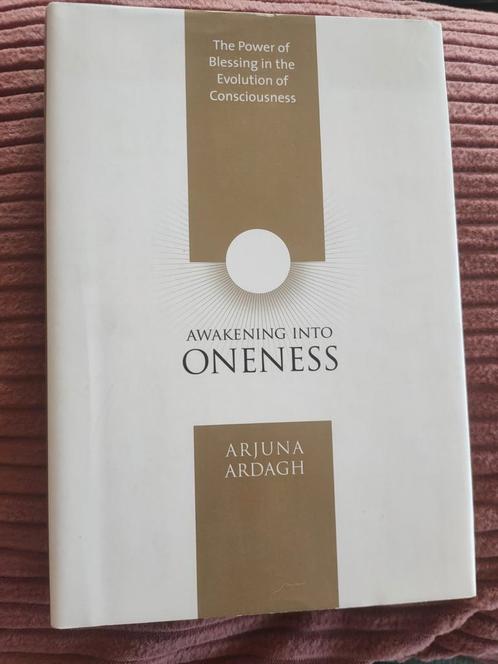 The Power of
Blessing in the
Evolution of
Consciousness
AWAKENING INTO
ONENESS
ARJUNA
ARDAGH